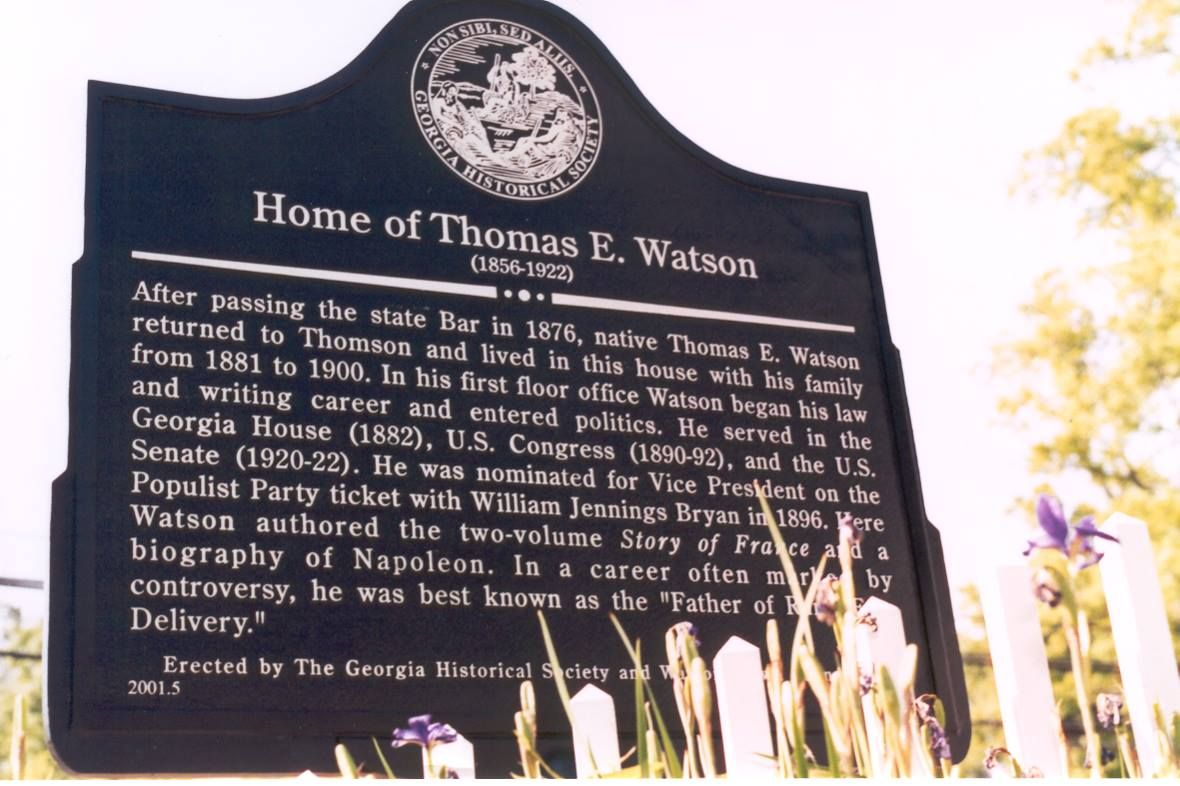 NON SIBI, SED ALIIS.
GEORGIA HISTORICAL SOCIETY
Home of Thomas E. Watson
(1856-1922)
After passing the state Bar in 1876, native Thomas E. Watson
returned to Thomson and lived in this house with his family
from 1881 to 1900. In his first floor office Watson began his law
and writing career and entered politics. He served in the
Georgia House (1882), U.S. Congress (1890-92), and the U.S.
Senate (1920-22). He was nominated for Vice President on the
Populist Party ticket with William Jennings Bryan in 1896. Here
Watson authored the two-volume Story of France and a
biography of Napoleon. In a career often marked by
controversy, he was best known as the "Father of
Delivery."
Erected by The Georgia Historical Society and
2001.5